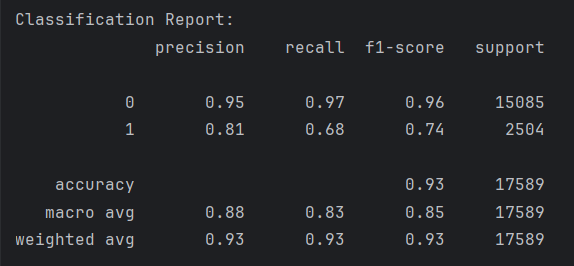 Classification Report:
              precision    recall  f1-score   support

           0       0.95      0.97      0.96     15085
           1       0.81      0.68      0.74      2504

    accuracy                           0.93     17589
   macro avg       0.88      0.83      0.85     17589
weighted avg       0.93      0.93      0.93     17589